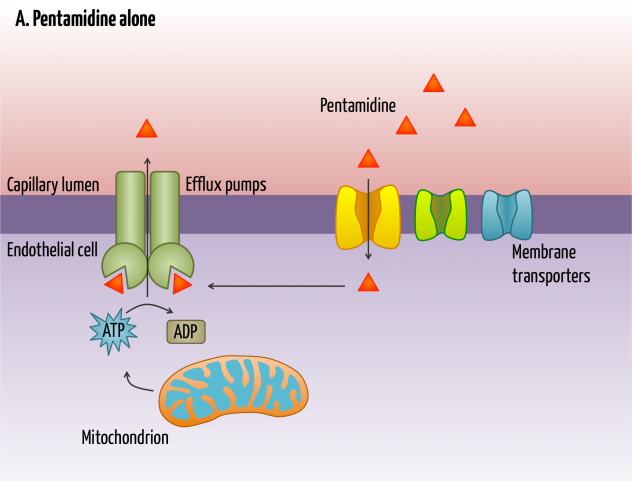 A. Pentamidine alone
Pentamidine
Capillary lumen
Efflux pumps
Endothelial cell
Membrane
transporters
ATP
ADP
Mitochondrion